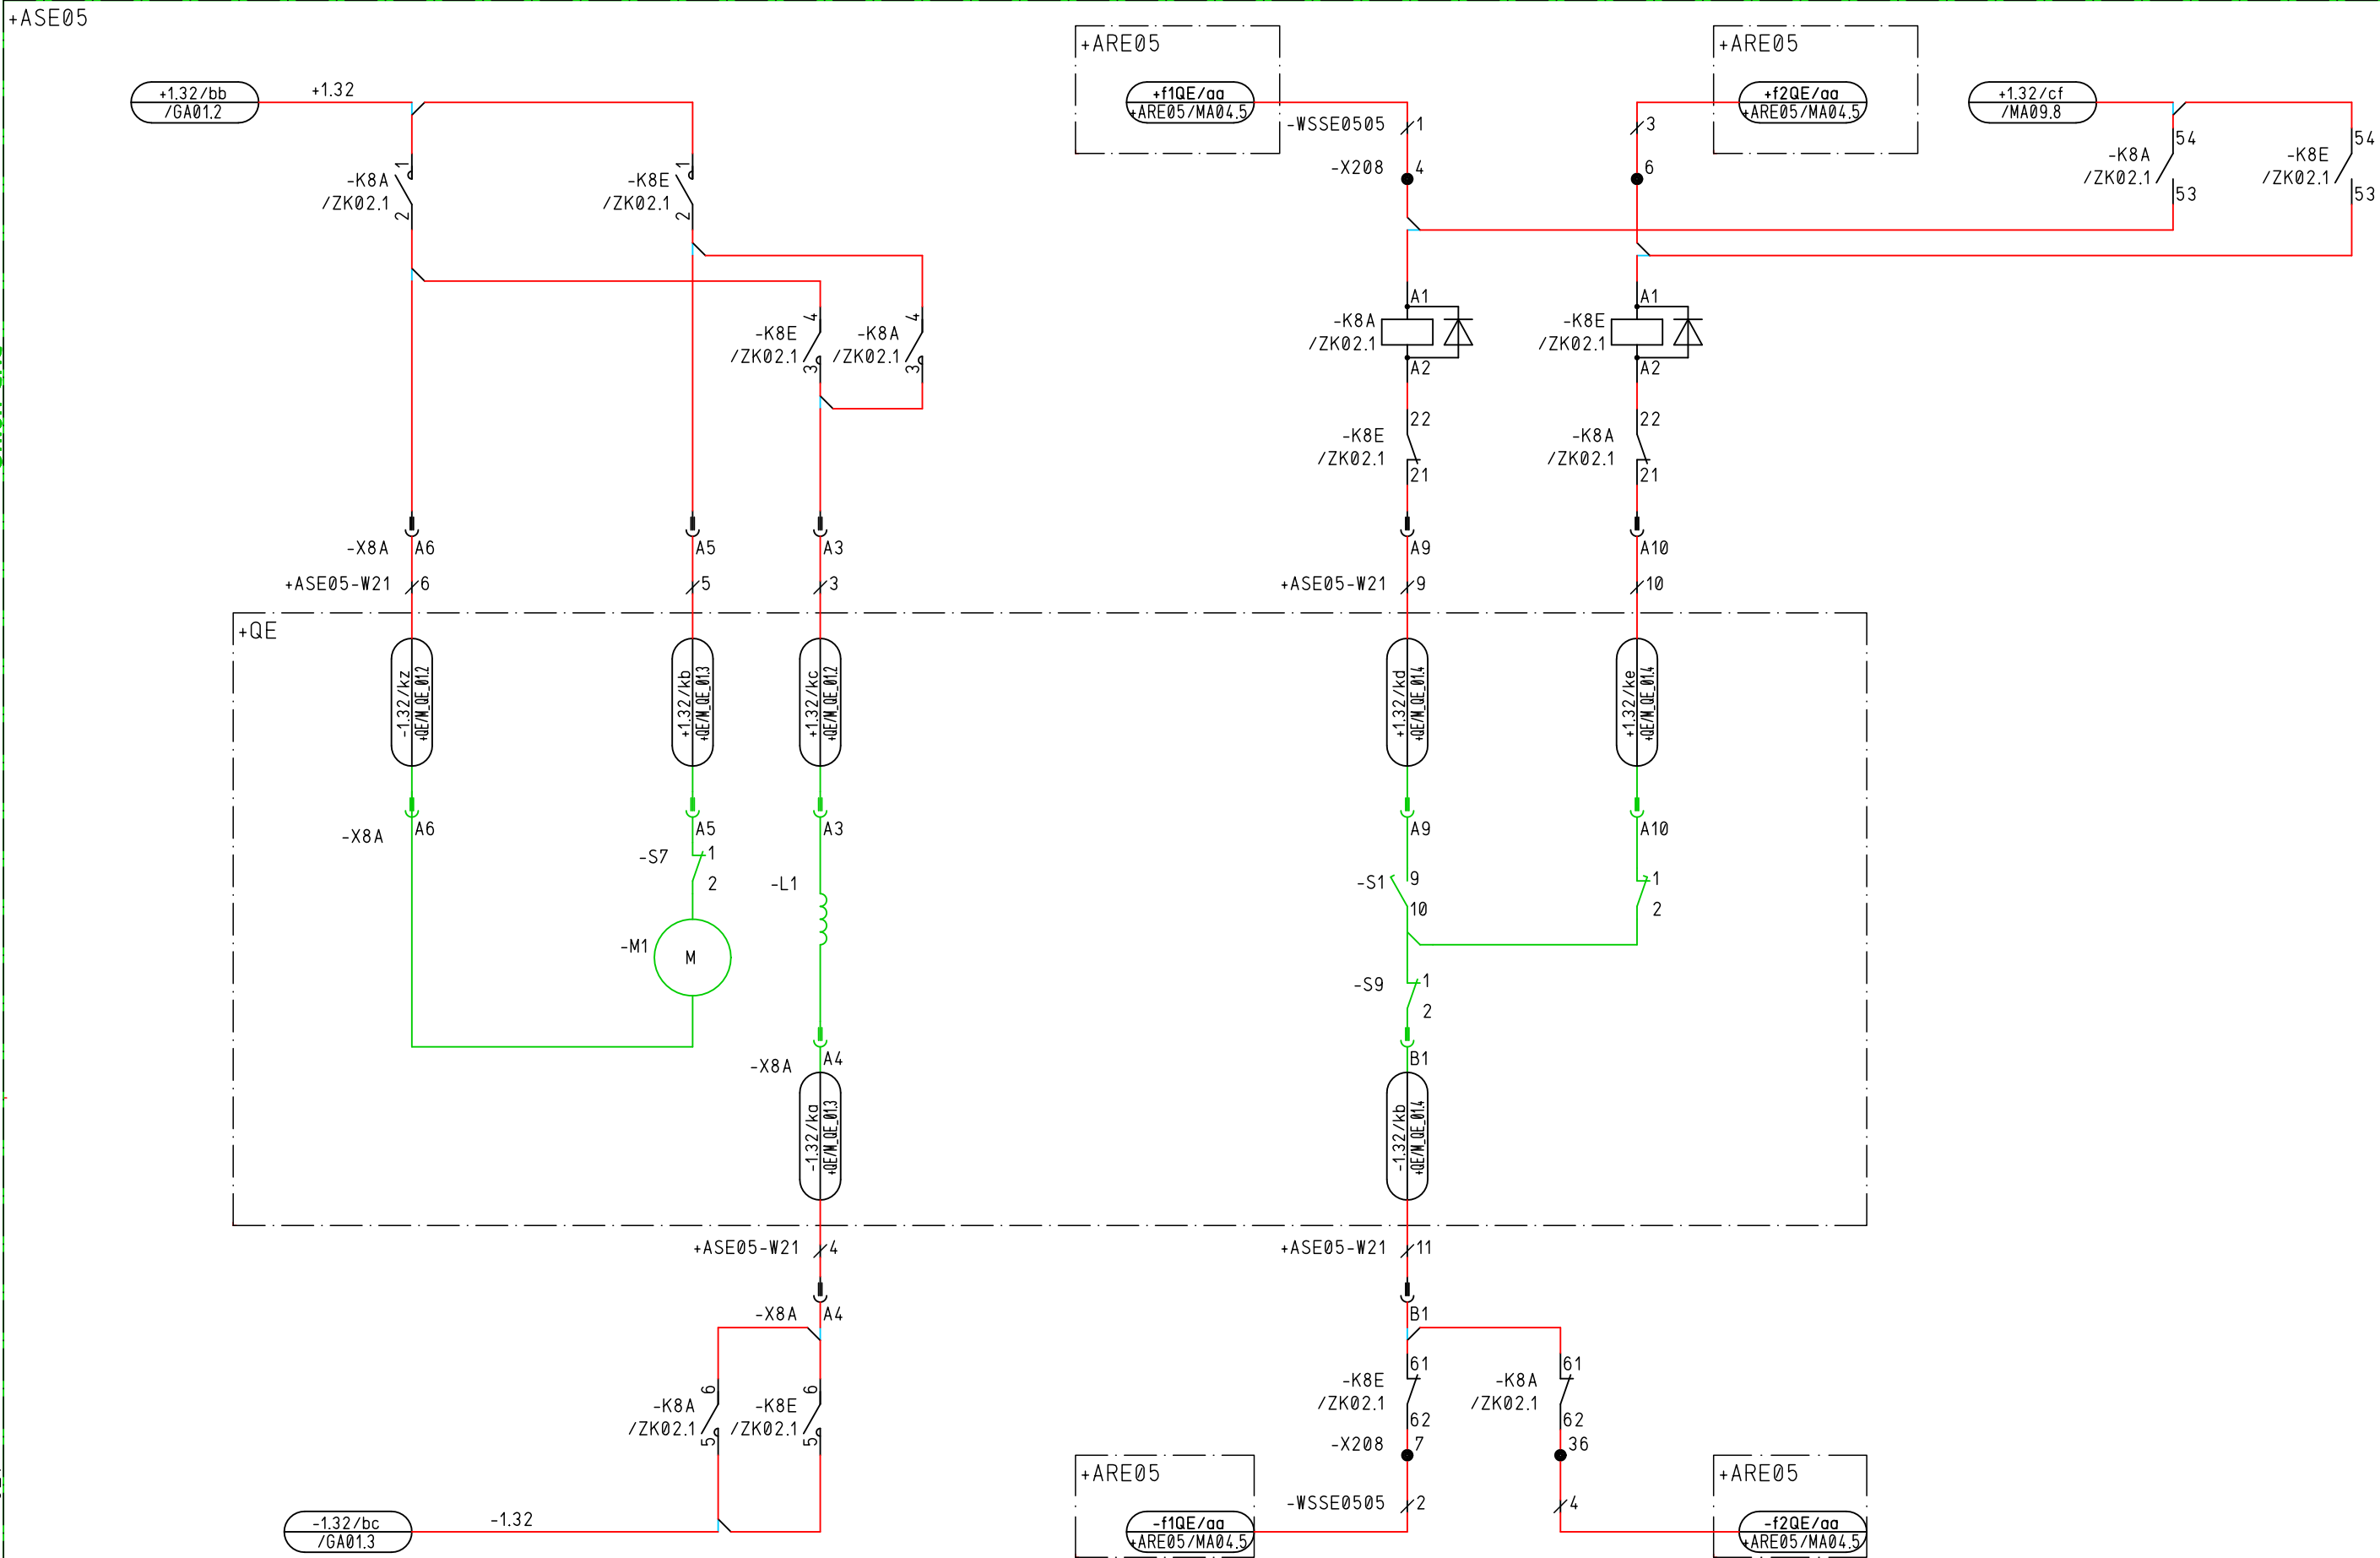 +ASE05
+ARE05
+ARE05
+1.32/bb
/GA01.2
+1.32
+f1QE/aa
+ARE05/MA04.5
+f2QE/aa
+ARE05/MA04.5
+1.32/cf
/MA09.8
-WSSE0505
1
3
-X208
4
6
-K8A
/ZK02.1
1
2
-K8E
/ZK02.1
1
2
-K8A
/ZK02.1
54
53
-K8E
/ZK02.1
54
53
-K8E
/ZK02.1
4
3
-K8A
/ZK02.1
4
3
-K8A
/ZK02.1
A1
A2
-K8E
/ZK02.1
A1
A2
-K8E
/ZK02.1
22
21
-K8A
/ZK02.1
22
21
-X8A
A6
A5
A3
A9
A10
+ASE05-W21
6
5
3
+ASE05-W21
9
10
+QE
-1.32/kz
+QE/M_QE_01.2
+1.32/kb
+QE/M_QE_01.3
+1.32/kc
+QE/M_QE_01.2
+1.32/kd
+QE/M_QE_01.4
+1.32/ke
+QE/M_QE_01.4
-X8A
A6
A5
A3
A9
A10
-S7
1
2
-L1
-S1
9
10
1
2
-M1
M
-S9
1
2
-X8A
A4
B1
-1.32/ka
+QE/M_QE_01.3
-1.32/kb
+QE/M_QE_01.4
+ASE05-W21
4
+ASE05-W21
11
-X8A
A4
B1
-K8A
/ZK02.1
6
5
-K8E
/ZK02.1
6
5
-K8E
/ZK02.1
61
62
-K8A
/ZK02.1
61
62
-X208
7
36
+ARE05
+ARE05
-WSSE0505
2
4
-1.32/bc
/GA01.3
-1.32
-f1QE/aa
+ARE05/MA04.5
-f2QE/aa
+ARE05/MA04.5